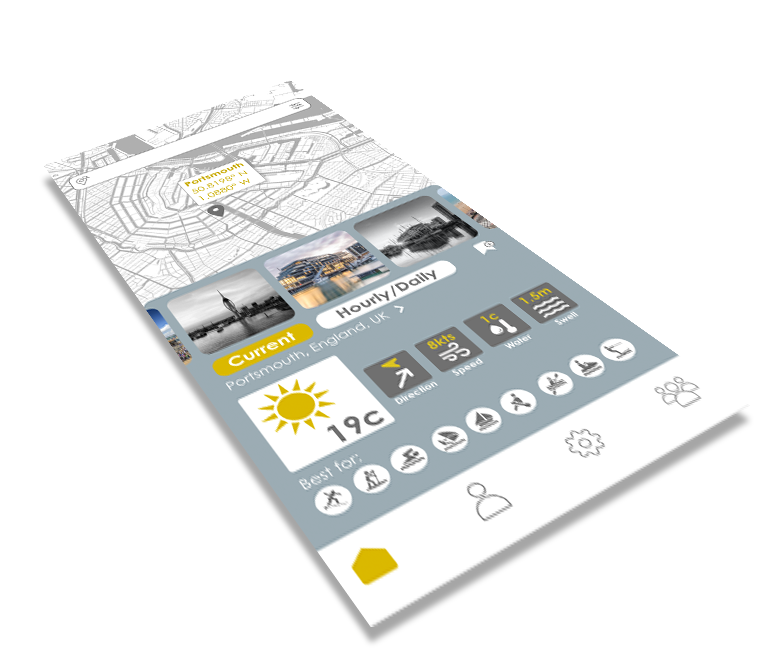 Portsmouth
50.8198° N
1.0880° W
Current
Hourly/Daily
Portsmouth, England, UK
19c
Direction
8kts
Speed
1c
Water
1.5m
Swell
Best for: